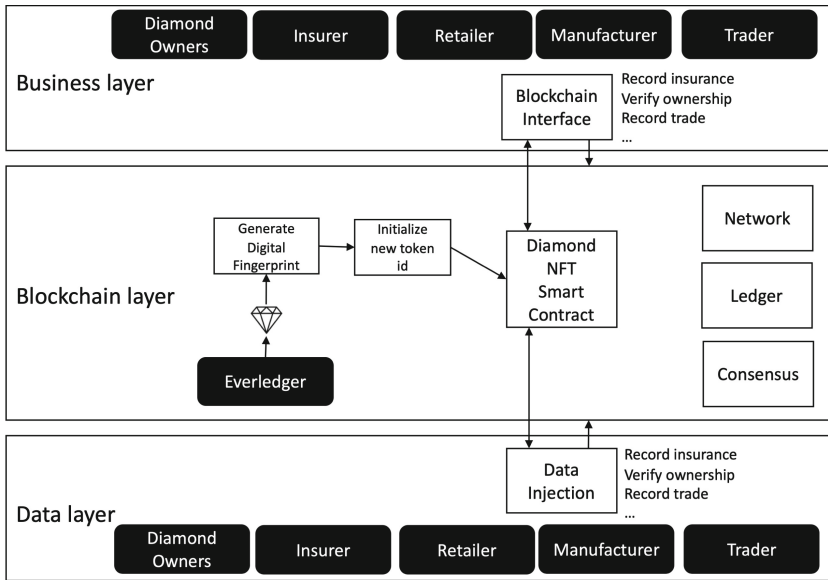 Diamond
Owners
Insurer
Retailer
Manufacturer
Trader
Business layer
Blockchain
Interface
Record insurance
Verify ownership
Record trade
...
Generate
Digital
Fingerprint
Initialize
new token
id
Diamond
NFT
Smart
Contract
Network
Blockchain layer
Ledger
Everledger
Consensus
Data
Injection
Record insurance
Verify ownership
Record trade
...
Data layer
Diamond
Owners
Insurer
Retailer
Manufacturer
Trader